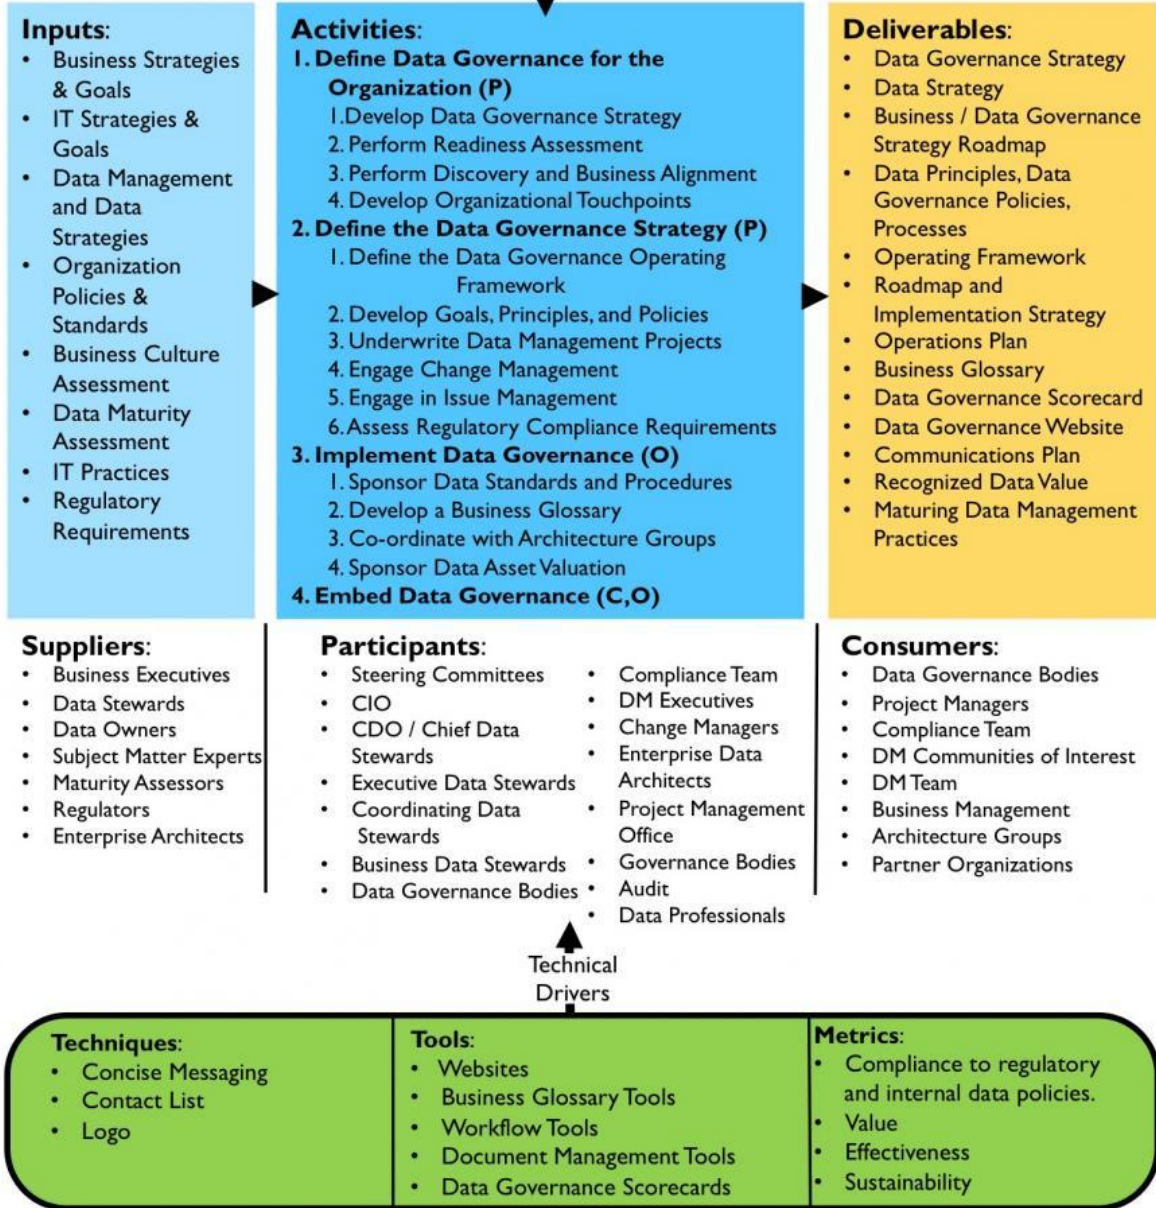 Inputs:
• Business Strategies
& Goals
• IT Strategies &
Goals
• Data Management
and Data
Strategies
• Organization
Policies &
Standards
• Business Culture
Assessment
• Data Maturity
Assessment
• IT Practices
• Regulatory
Requirements
Activities:
1. Define Data Governance for the
Organization (P)
1.Develop Data Governance Strategy
2. Perform Readiness Assessment
3. Perform Discovery and Business Alignment
4. Develop Organizational Touchpoints
2. Define the Data Governance Strategy (P)
1. Define the Data Governance Operating
Framework
2. Develop Goals, Principles, and Policies
3. Underwrite Data Management Projects
4. Engage Change Management
5. Engage in Issue Management
6. Assess Regulatory Compliance Requirements
3. Implement Data Governance (O)
1. Sponsor Data Standards and Procedures
2. Develop a Business Glossary
3. Co-ordinate with Architecture Groups
4. Sponsor Data Asset Valuation
4. Embed Data Governance (C,O)
Deliverables:
• Data Governance Strategy
• Data Strategy
• Business / Data Governance
Strategy Roadmap
• Data Principles, Data
Governance Policies,
Processes
• Operating Framework
• Roadmap and
Implementation Strategy
• Operations Plan
• Business Glossary
• Data Governance Scorecard
• Data Governance Website
• Communications Plan
• Recognized Data Value
• Maturing Data Management
Practices
Suppliers:
• Business Executives
• Data Stewards
• Data Owners
• Subject Matter Experts
• Maturity Assessors
• Regulators
• Enterprise Architects
Participants:
• Steering Committees
• CIO
• CDO / Chief Data
Stewards
• Executive Data Stewards
• Coordinating Data
Stewards
• Business Data Stewards
• Data Governance Bodies
• Compliance Team
• DM Executives
• Change Managers
• Enterprise Data
Architects
• Project Management
Office
• Governance Bodies
• Audit
• Data Professionals
Consumers:
• Data Governance Bodies
• Project Managers
• Compliance Team
• DM Communities of Interest
• DM Team
• Business Management
• Architecture Groups
• Partner Organizations
Technical
Drivers
Techniques:
• Concise Messaging
• Contact List
• Logo
Tools:
• Websites
• Business Glossary Tools
• Workflow Tools
• Document Management Tools
• Data Governance Scorecards
Metrics:
• Compliance to regulatory
and internal data policies.
• Value
• Effectiveness
• Sustainability